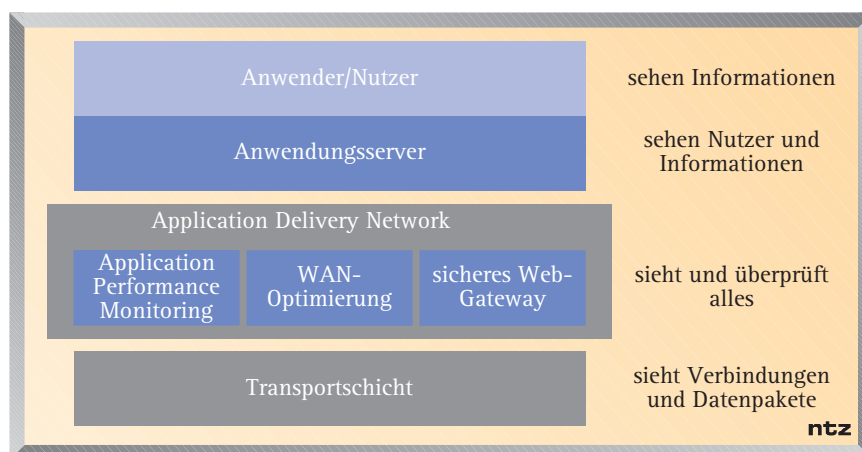 Anwender/Nutzer
sehen Informationen
Anwendungsserver
sehen Nutzer und
Informationen
Application Delivery Network
Application
Performance
Monitoring
WAN-
Optimierung
sicheres Web-
Gateway
sieht und überprüft
alles
Transportschicht
sieht Verbindungen
und Datenpakete
ntz